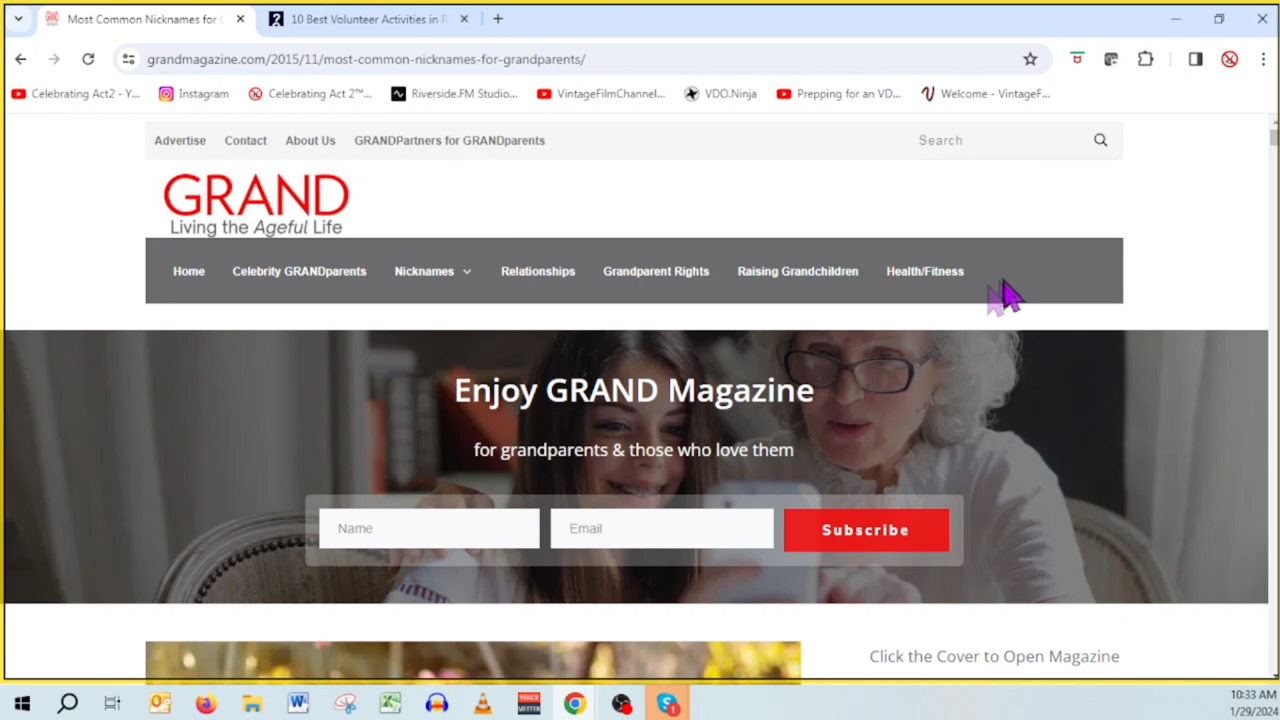 Most Common Nicknames for
10 Best Volunteer Activities in
grandmagazine.com/2015/11/most-common-nicknames-for-grandparents/
Celebrating Act2 - Y...
Instagram
Celebrating Act 2™...
Riverside.FM Studio...
VintageFilmChannel...
VDO.Ninja
Prepping for an VD...
Welcome - VintageF...
Advertise
Contact
About Us
GRANDPartners for GRANDparents
Search
GRAND
Living the Ageful Life
Home
Celebrity GRANDparents
Nicknames
Relationships
Grandparent Rights
Raising Grandchildren
Health/Fitness
Enjoy GRAND Magazine
for grandparents & those who love them
Name
Email
Subscribe
Click the Cover to Open Magazine
VOICE
MEETER
1
10:33 AM
1/29/2024